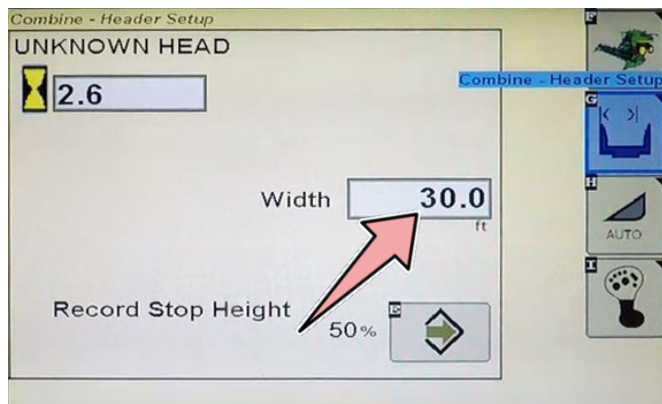 Combine - Header Setup
F
UNKNOWN HEAD
2.6
Combine - Header Setup
G
Width
30.0
ft
H
AUTO
I
Record Stop Height
50%
E